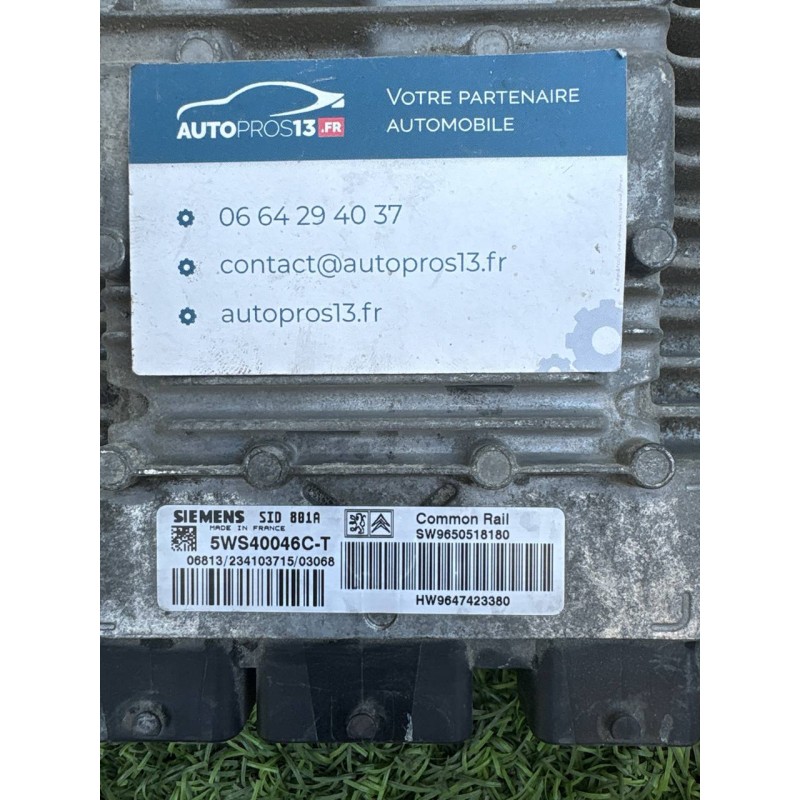 AUTOPROS13.FR
VOTRE PARTENAIRE
AUTOMOBILE
06 64 29 40 37
contact@autopros13.fr
autopros13.fr
SIEMENS SID 801A
MADE IN FRANCE
5WS40046C-T
06813/234103715/03068
Common Rail
SW9650518180
HW9647423380